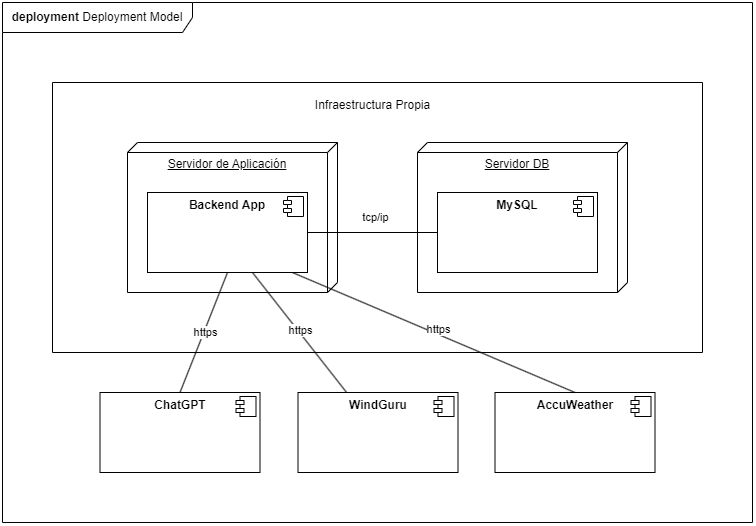 deployment Deployment Model
Infraestructura Propia
Servidor de Aplicación
Servidor DB
Backend App
MySQL
tcp/ip
https
https
https
ChatGPT
WindGuru
AccuWeather